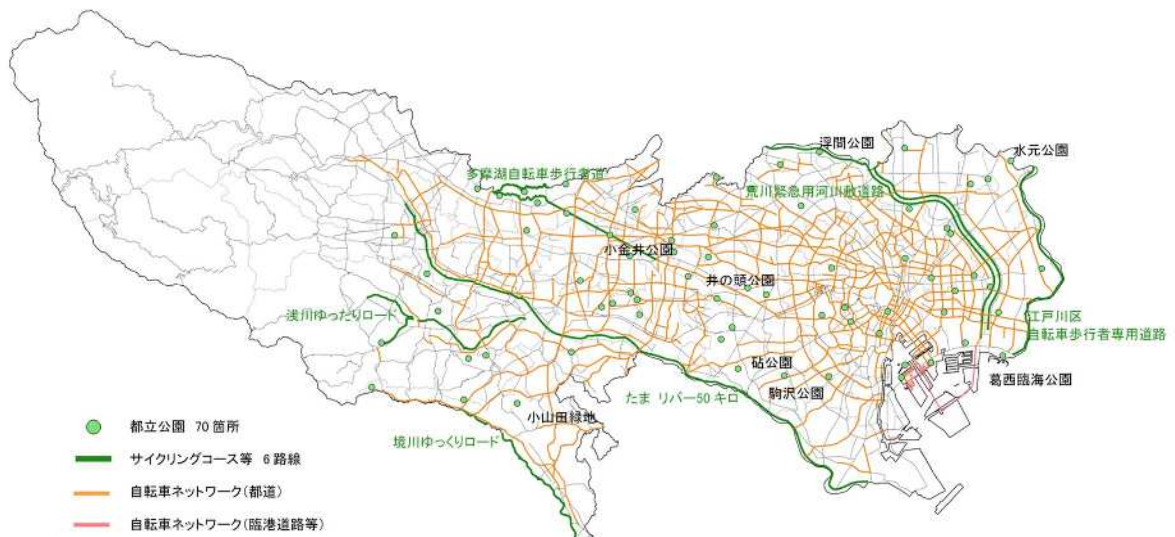 浮間公園
水元公園
多摩湖自転車歩行者道
荒川緊急用河川敷道路
小金井公園
井の頭公園
浅川ゆったりロード
江戸川区
自転車歩行者専用道路
砧公園
葛西臨海公園
駒沢公園
たま リバー50 キロ
小山田緑地
境川ゆっくりロード
都立公園 70 箇所
サイクリングコース等 6 路線
自転車ネットワーク(都道)
自転車ネットワーク(臨港道路等)